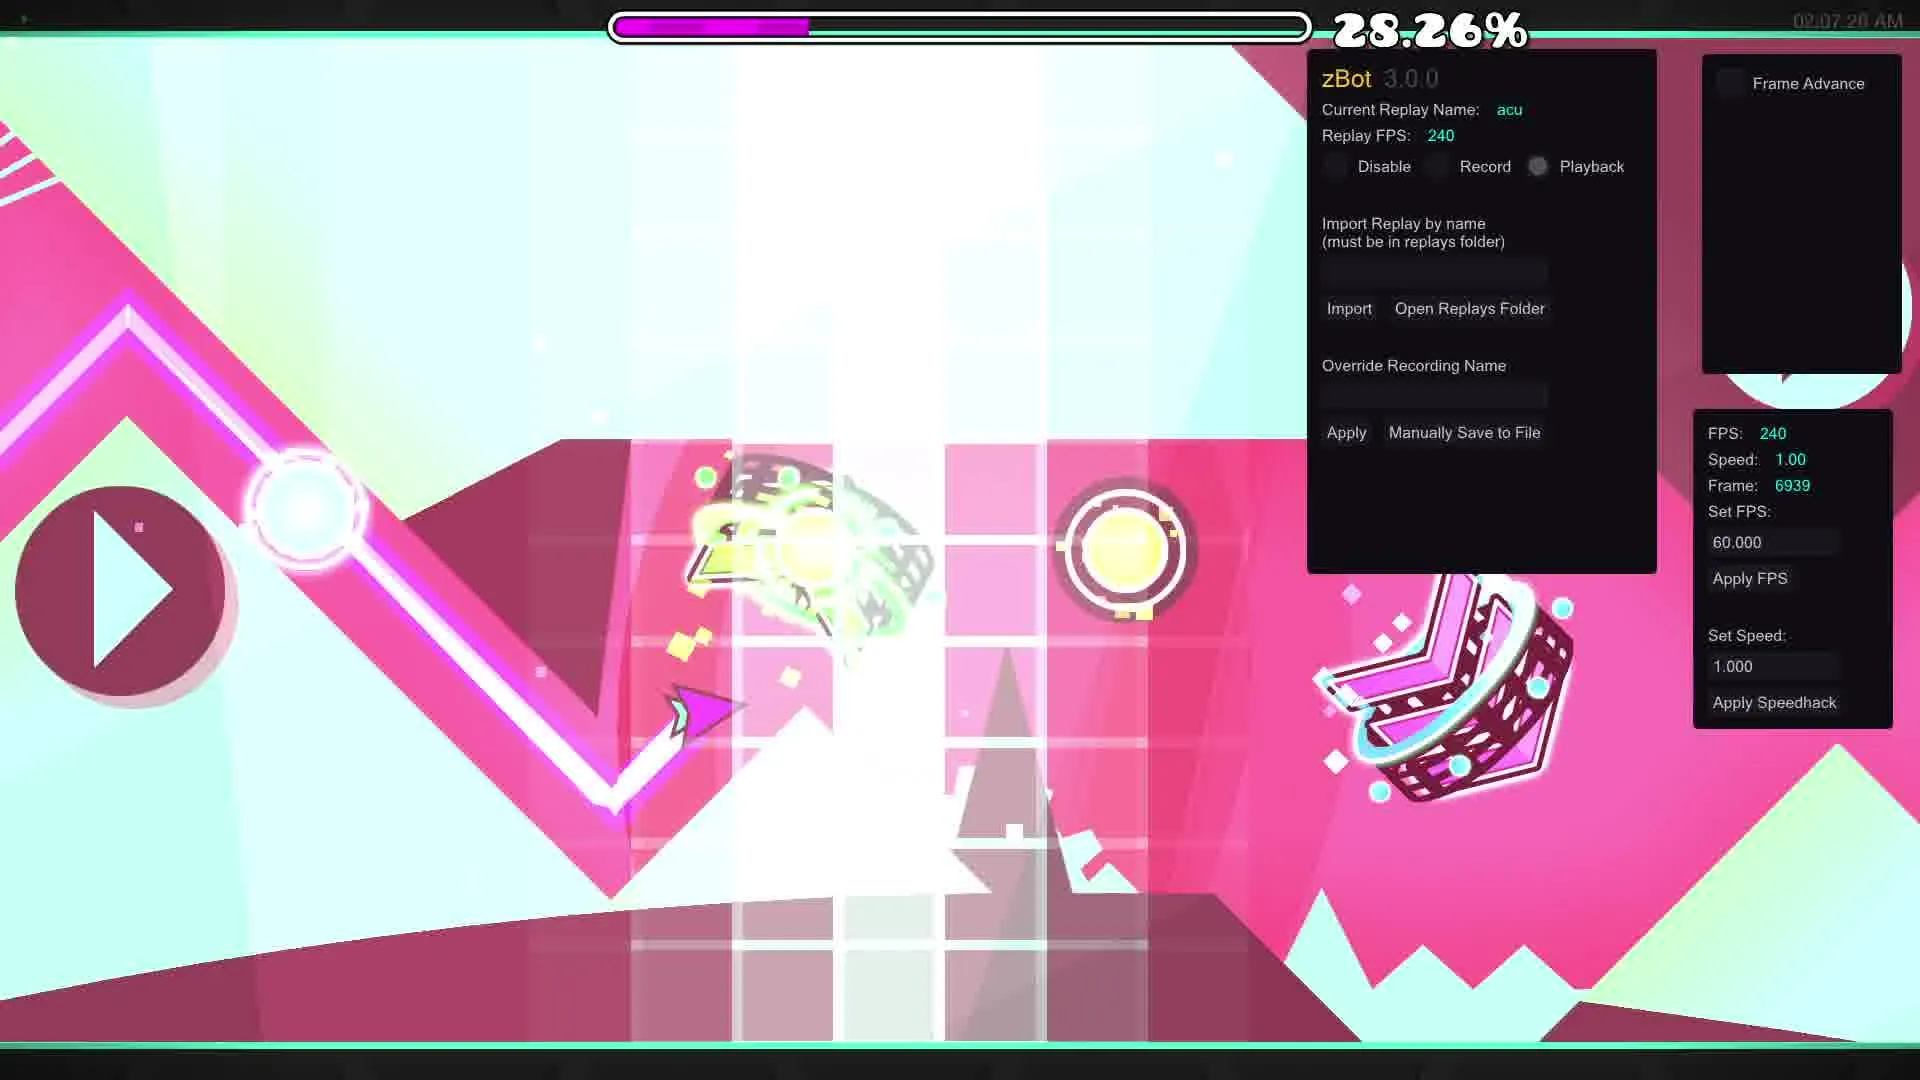 28.26%
02:07:20 AM
zBot 3.0.0
Current Replay Name: acu
Replay FPS: 240
Disable Record Playback
Import Replay by name
(must be in replays folder)
Import Open Replays Folder
Override Recording Name
Apply Manually Save to File
Frame Advance
FPS: 240
Speed: 1.00
Frame: 6939
Set FPS:
60.000
Apply FPS
Set Speed:
1.000
Apply Speedhack